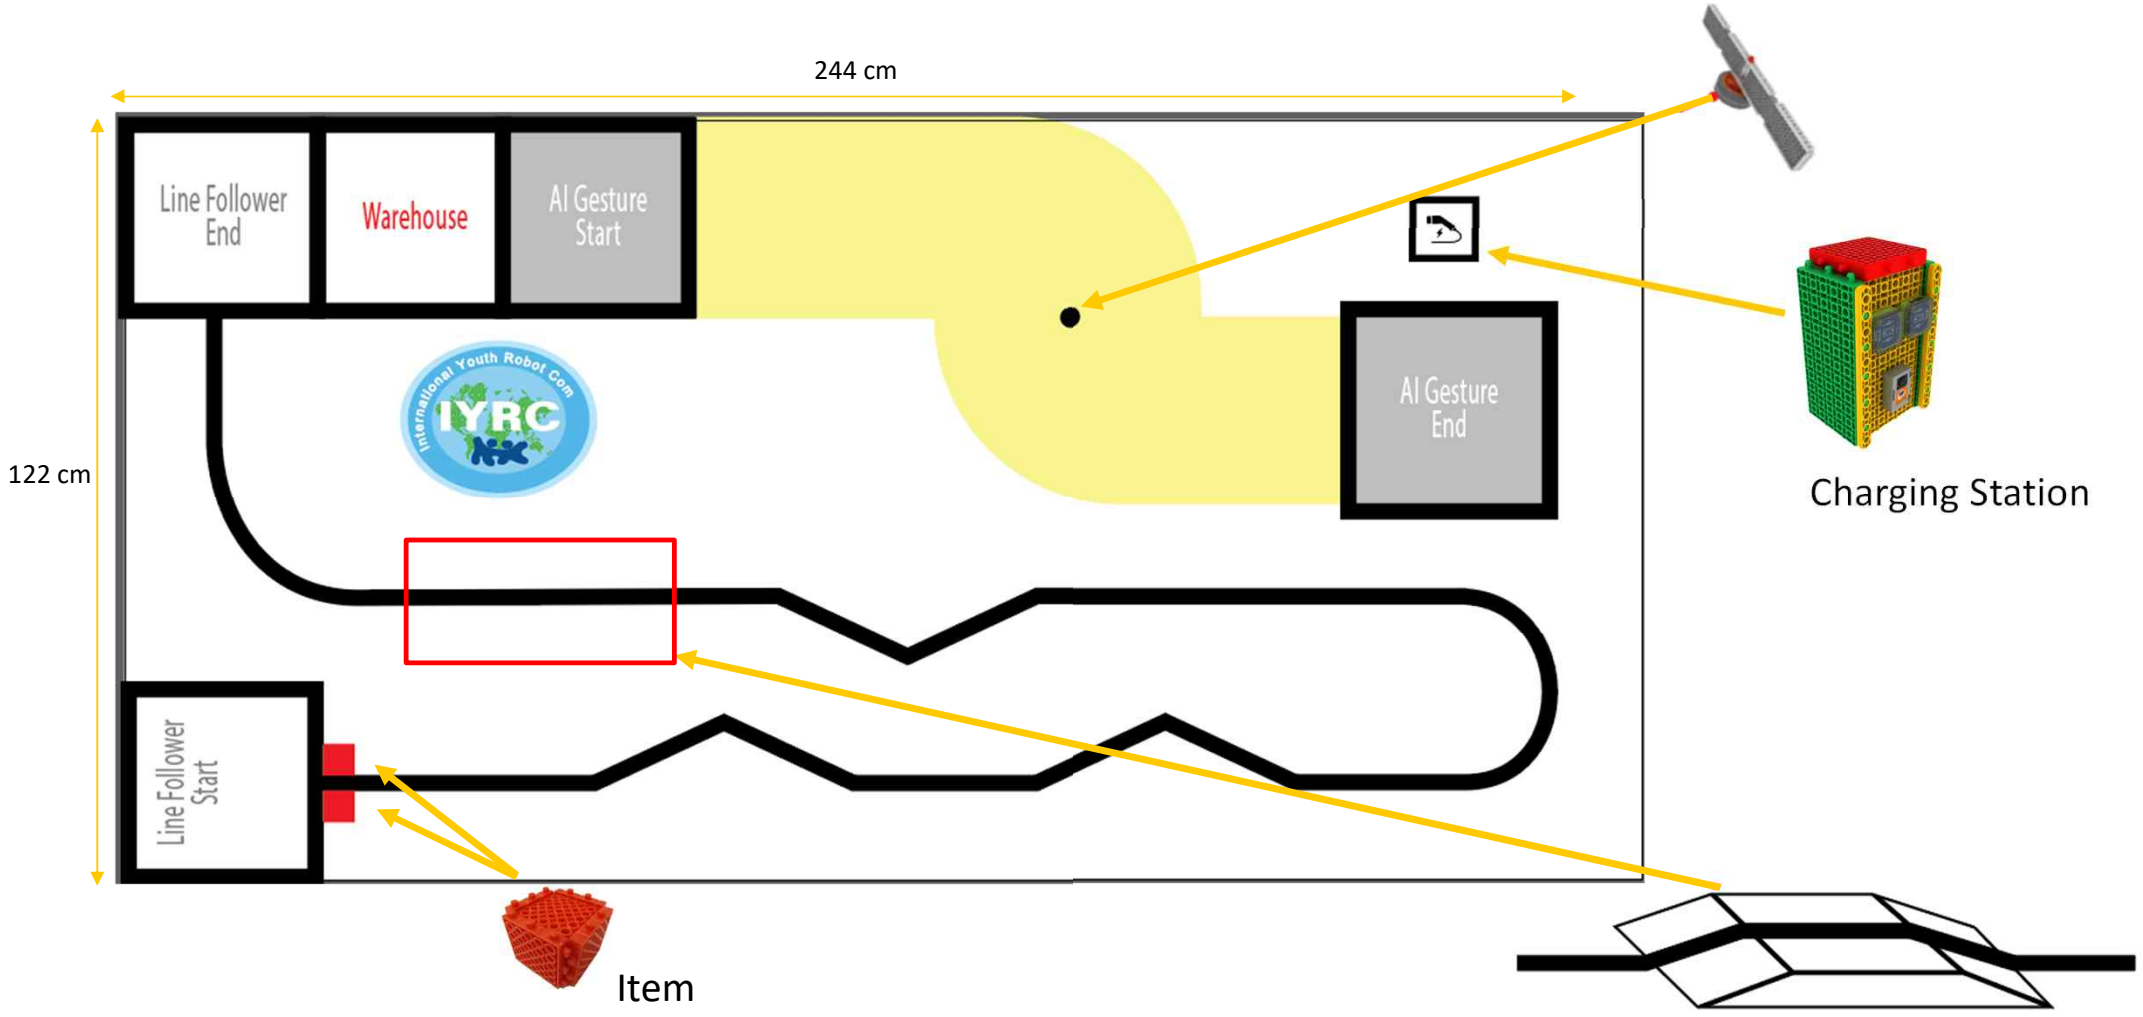 244 cm
122 cm
Line Follower
End
Warehouse
AI Gesture
Start
International Youth Robot Com
IYRC
AI Gesture
End
Charging Station
Line Follower
Start
Item